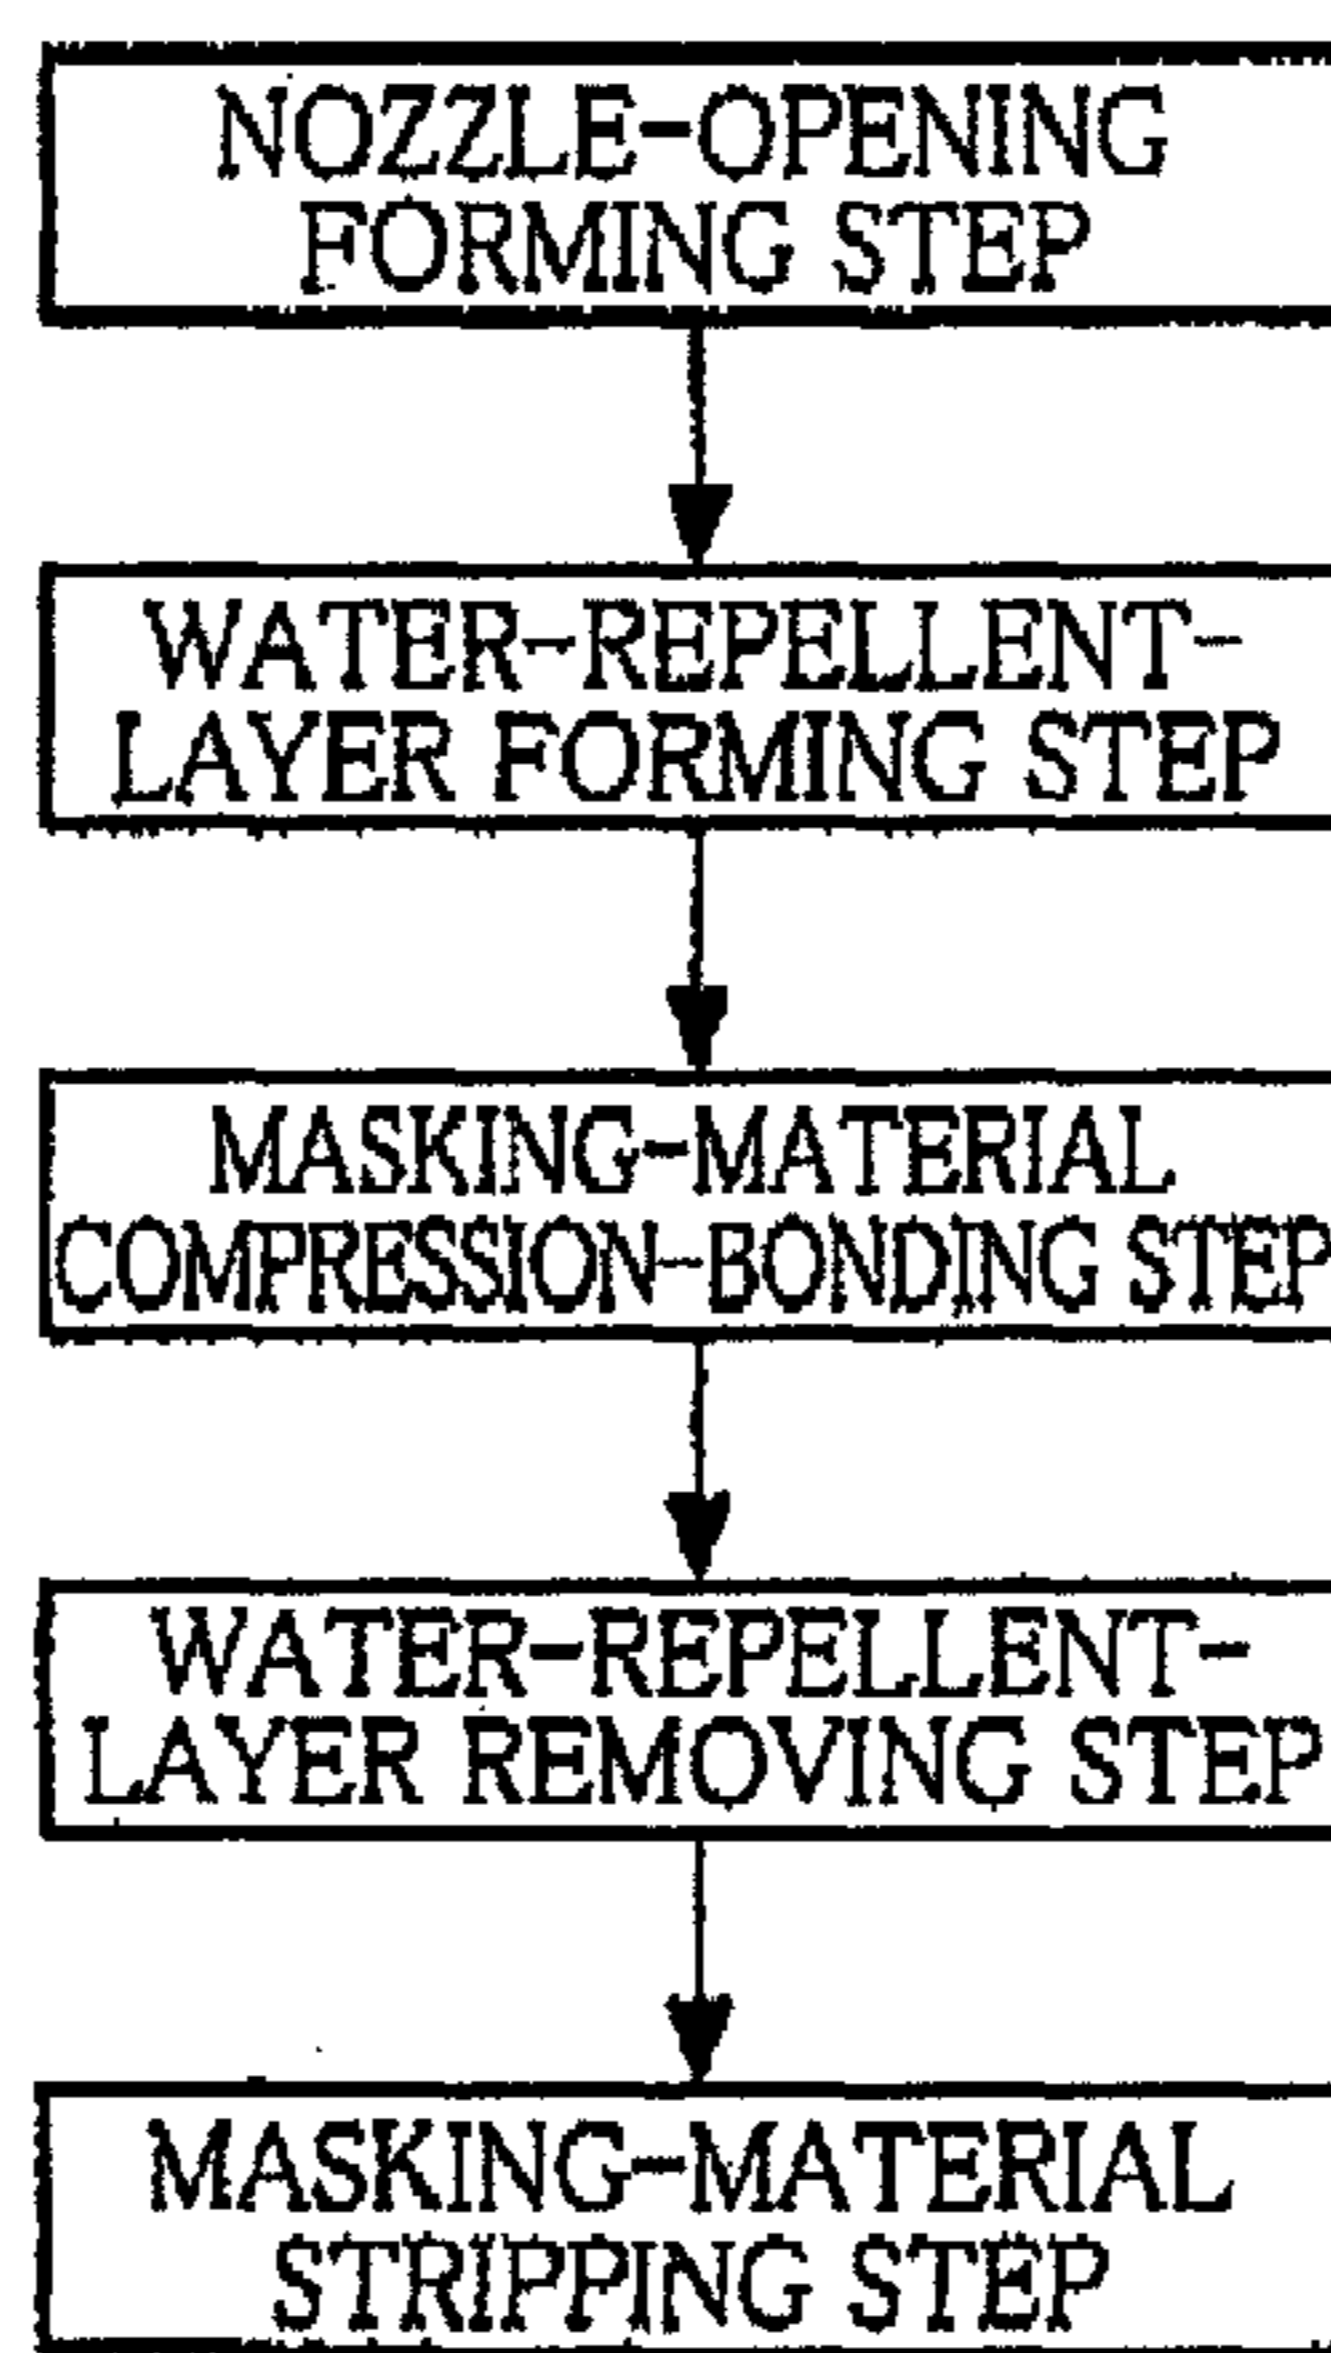 NOZZLE-OPENING
FORMING STEP
WATER-REPELLENT-
LAYER FORMING STEP
MASKING-MATERIAL
COMPRESSION-BONDING STEP
WATER-REPELLENT-
LAYER REMOVING STEP
MASKING-MATERIAL
STRIPPING STEP